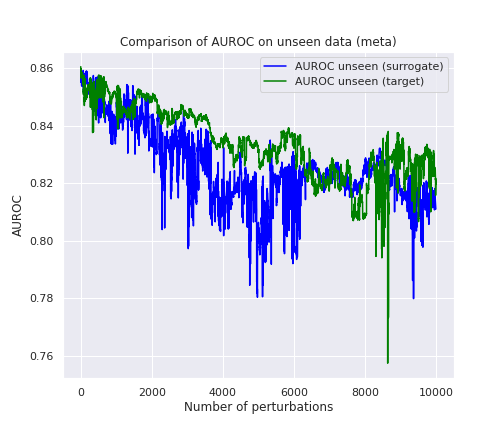 Comparison of AUROC on unseen data (meta)
AUROC unseen (surrogate)
AUROC unseen (target)
AUROC
0.86
0.84
0.82
0.80
0.78
0.76
0
2000
4000
6000
8000
10000
Number of perturbations